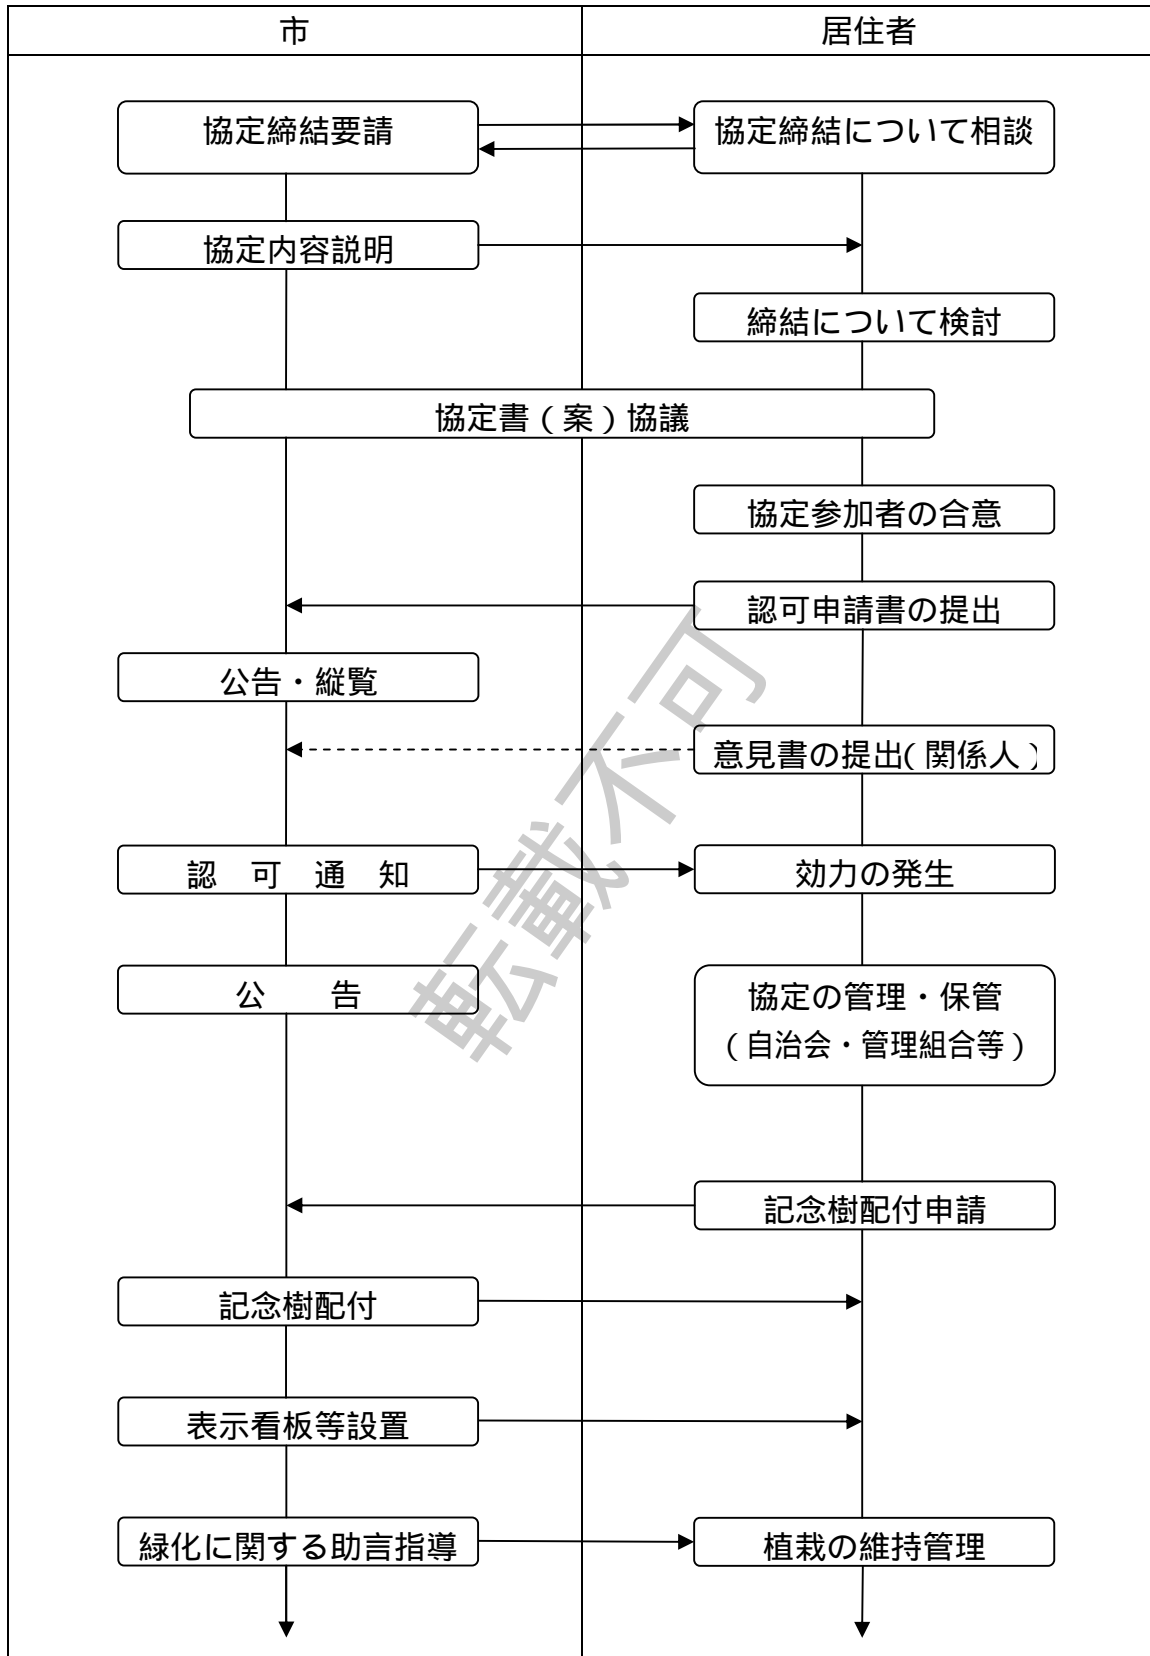 市
居住者
協定締結要請
協定締結について相談
協定内容説明
締結について検討
協定書(案)協議
協定参加者の合意
認可申請書の提出
公告・縦覧
意見書の提出(関係人)
認 可 通 知
効力の発生
公 告
協定の管理・保管
(自治会・管理組合等)
記念樹配付申請
記念樹配付
表示看板等設置
緑化に関する助言指導
植栽の維持管理
転載不可